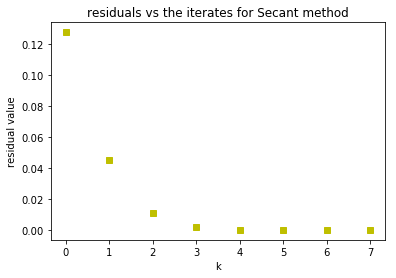 residuals vs the iterates for Secant method
0.12
0.10
0.08
0.06
0.04
0.02
0.00
residual value
0 1 2 3 4 5 6 7
k